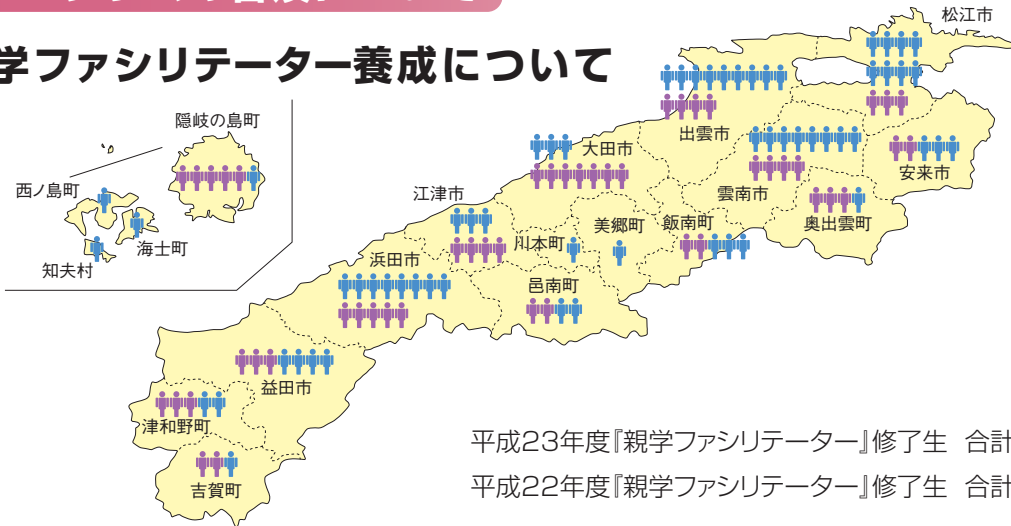 学ファシリテーター養成について
松江市
隠岐の島町
出雲市
大田市
西ノ島町
安来市
雲南市
江津市
美郷町
飯南町
奥出雲町
川本町
海士町
浜田市
知夫村
邑南町
益田市
津和野町
平成23年度『親学ファシリテーター』修了生 合計
平成22年度『親学ファシリテーター』修了生 合計
吉賀町